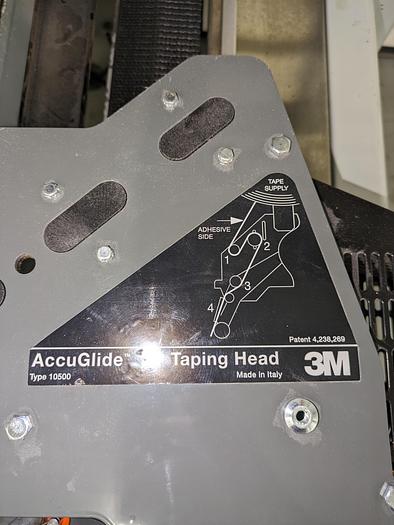 TAPE
SUPPLY
ADHESIVE
SIDE
1
2
3
4
Patent 4,238,269
AccuGlide™ Taping Head
3M
Type 10500
Made in Italy